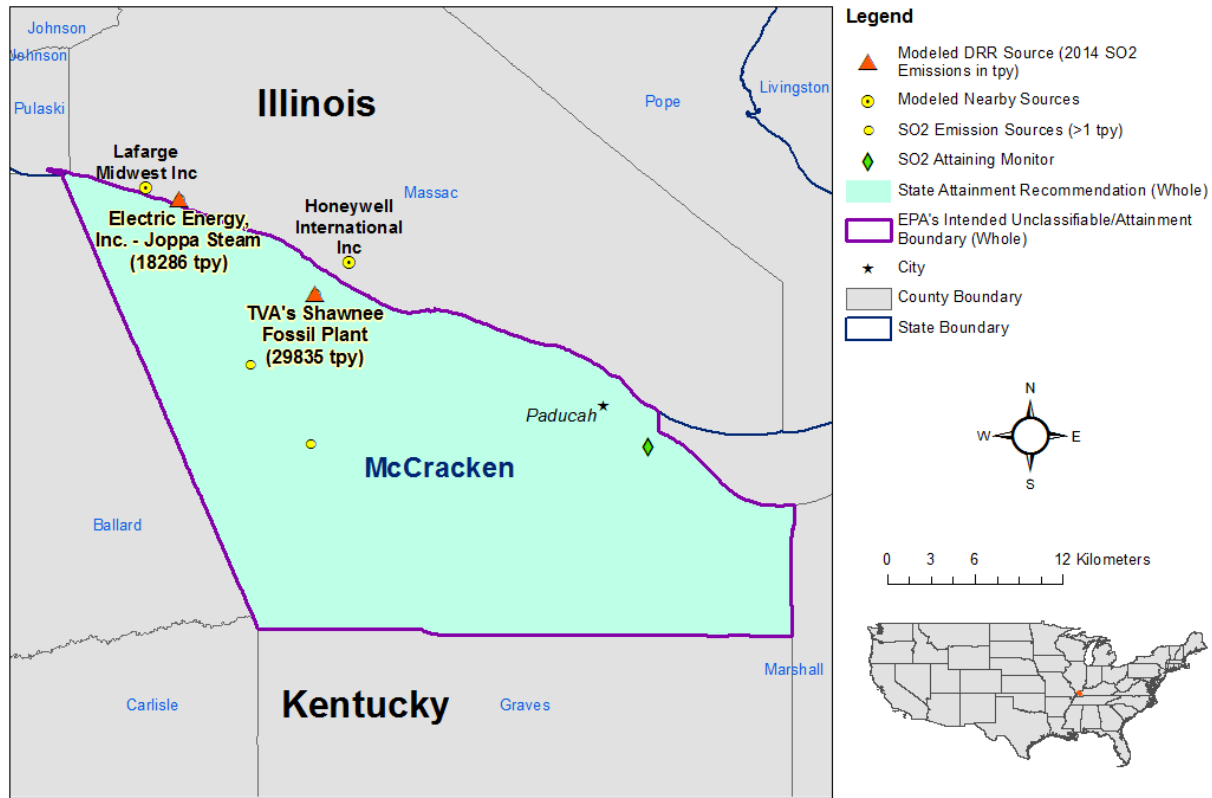 Johnson
Johnson
Pulaski
Illinois
Pope
Livingston
Lafarge
Midwest Inc
Massac
Electric Energy,
Inc. - Joppa Steam
(18286 tpy)
Honeywell
International
Inc
TVA's Shawnee
Fossil Plant
(29835 tpy)
Paducah
McCracken
Ballard
Marshall
Carlisle
Kentucky
Graves
Legend
Modeled DRR Source (2014 SO2
Emissions in tpy)
Modeled Nearby Sources
SO2 Emission Sources (>1 tpy)
SO2 Attaining Monitor
State Attainment Recommendation (Whole)
EPA's Intended Unclassifiable/Attainment
Boundary (Whole)
City
County Boundary
State Boundary
N
W E
S
0 3 6 12 Kilometers